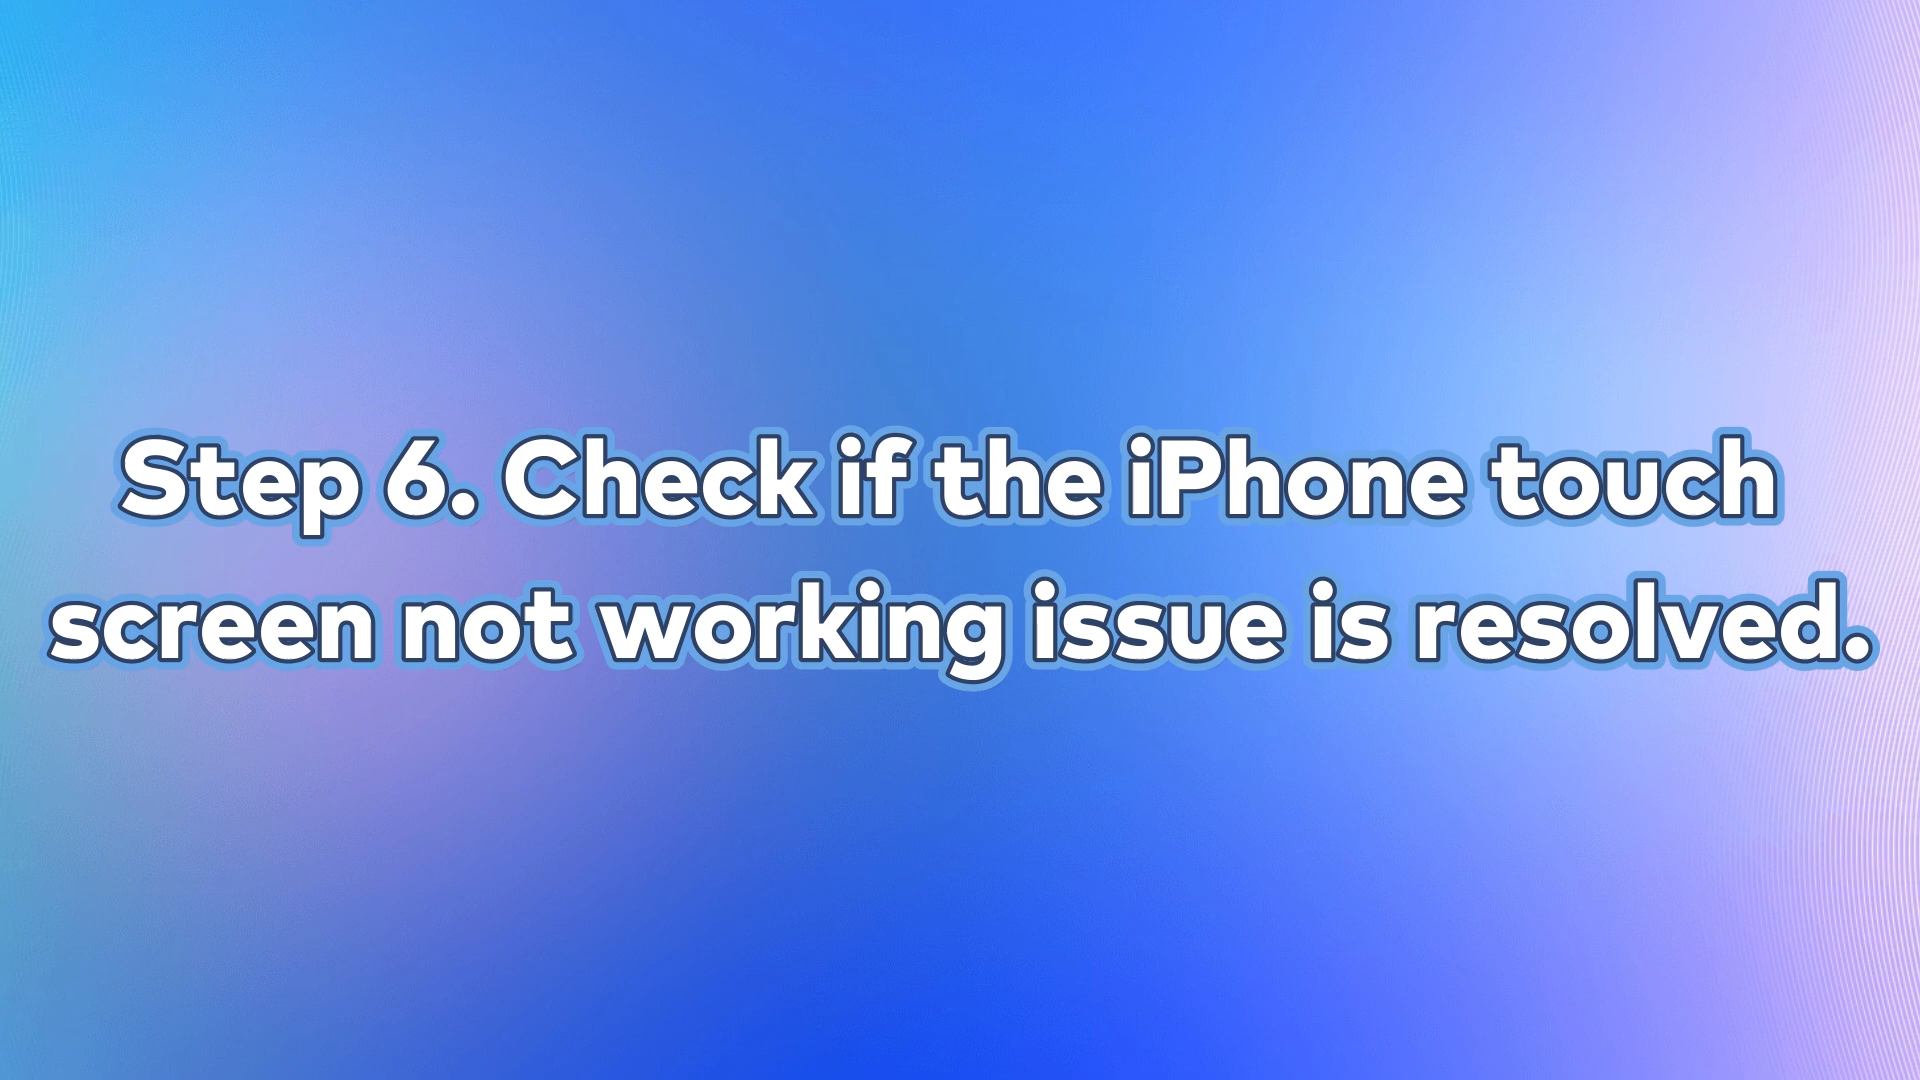 Step 6. Check if the iPhone touch
screen not working issue is resolved.